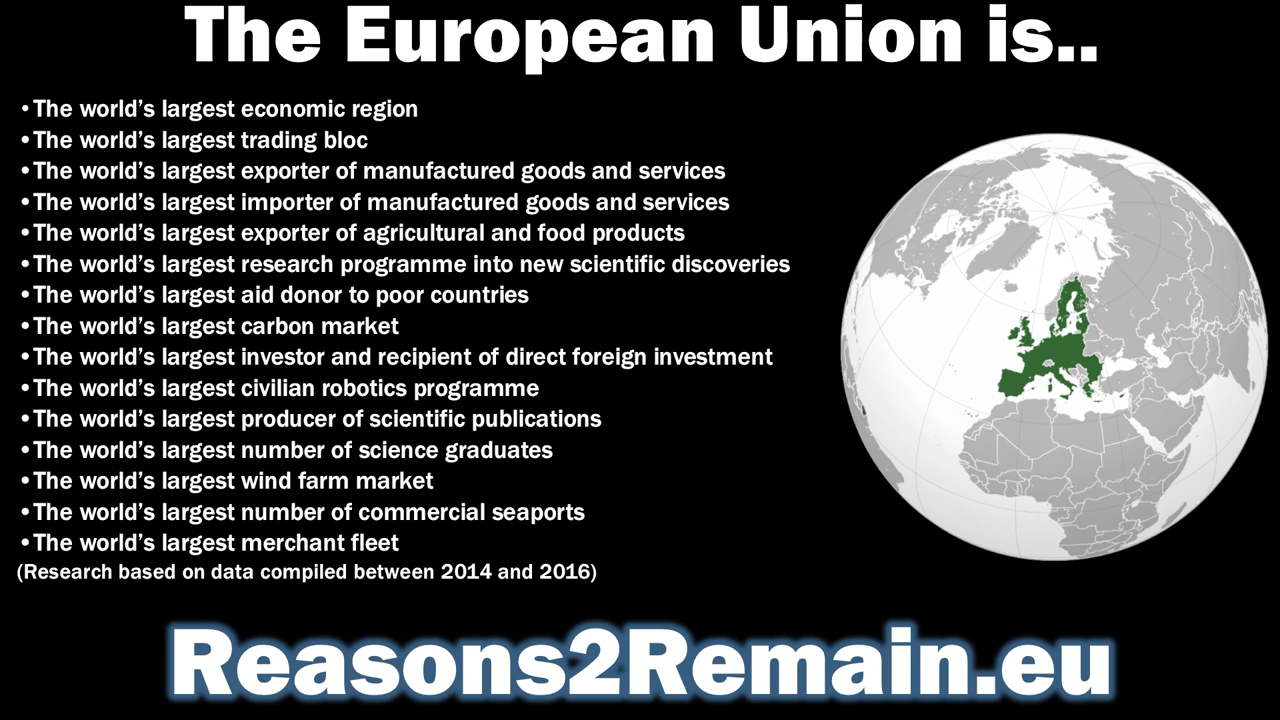 The European Union is..
•The world’s largest economic region
•The world’s largest trading bloc
•The world’s largest exporter of manufactured goods and services
•The world’s largest importer of manufactured goods and services
•The world’s largest exporter of agricultural and food products
•The world’s largest research programme into new scientific discoveries
•The world’s largest aid donor to poor countries
•The world’s largest carbon market
•The world’s largest investor and recipient of direct foreign investment
•The world’s largest civilian robotics programme
•The world’s largest producer of scientific publications
•The world’s largest number of science graduates
•The world’s largest wind farm market
•The world’s largest number of commercial seaports
•The world’s largest merchant fleet
(Research based on data compiled between 2014 and 2016)
Reasons2Remain.eu